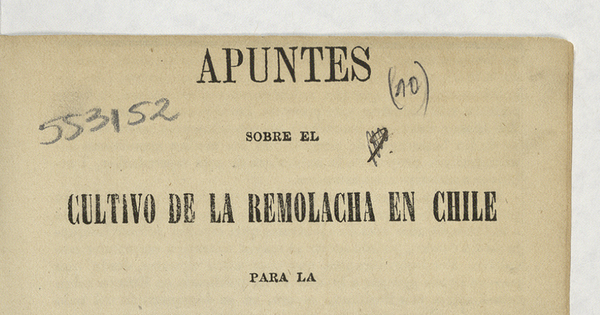 APUNTES
(10)
553152
SOBRE EL
CULTIVO DE LA REMOLACHA EN CHILE
PARA LA